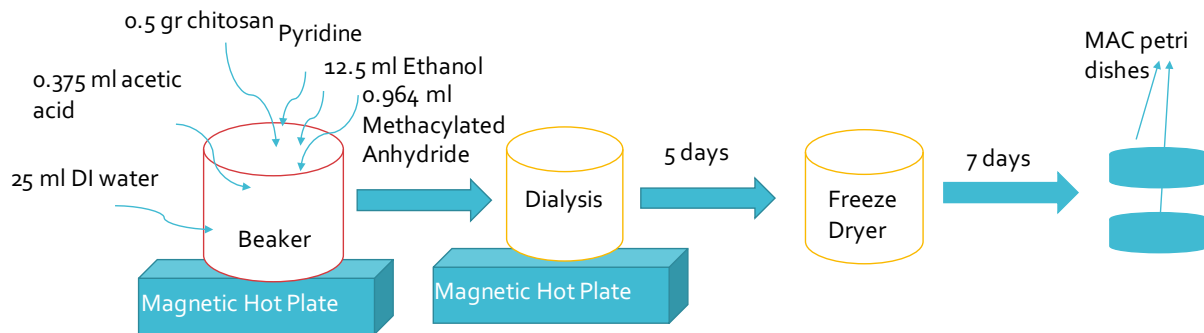 0.5 gr chitosan
Pyridine
12.5 ml Ethanol
0.964 ml
Methacylated
Anhydride
0.375 ml acetic
acid
25 ml DI water
Beaker
Magnetic Hot Plate
Dialysis
Magnetic Hot Plate
5 days
Freeze
Dryer
7 days
MAC petri
dishes